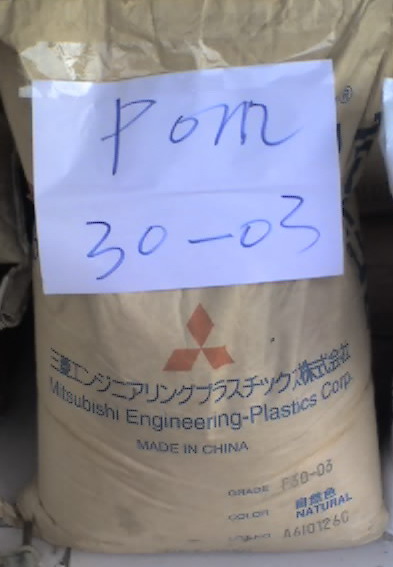 Pom
30-03
三菱エンジニアリングプラスチックス株式会社
Mitsubishi Engineering-Plastics Corp.
MADE IN CHINA
GRADE F30-03
COLOR 自然色 NATURAL